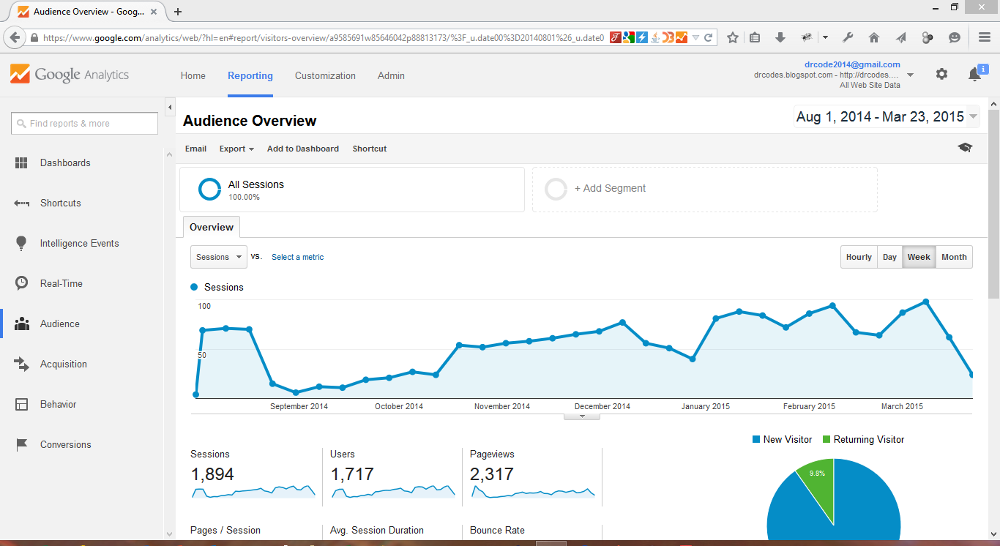 Audience Overview - Goog...
https://www.google.com/analytics/web/?hl=en#report/visitors-overview/a9585691w85646042p88813173/%3F_u.date00%3D20140801%26_u.date0
Google Analytics
Home
Reporting
Customization
Admin
drcode2014@gmail.com
drcodes.blogspot.com - http://drcodes....
All Web Site Data
Find reports & more
Dashboards
Shortcuts
Intelligence Events
Real-Time
Audience
Acquisition
Behavior
Conversions
Audience Overview
Aug 1, 2014 - Mar 23, 2015
Email
Export
Add to Dashboard
Shortcut
All Sessions
100.00%
+ Add Segment
Overview
Sessions
VS.
Select a metric
Hourly
Day
Week
Month
Sessions
100
50
September 2014
October 2014
November 2014
December 2014
January 2015
February 2015
March 2015
Sessions
1,894
Users
1,717
Pageviews
2,317
New Visitor
Returning Visitor
9.8%
Pages / Session
Avg. Session Duration
Bounce Rate